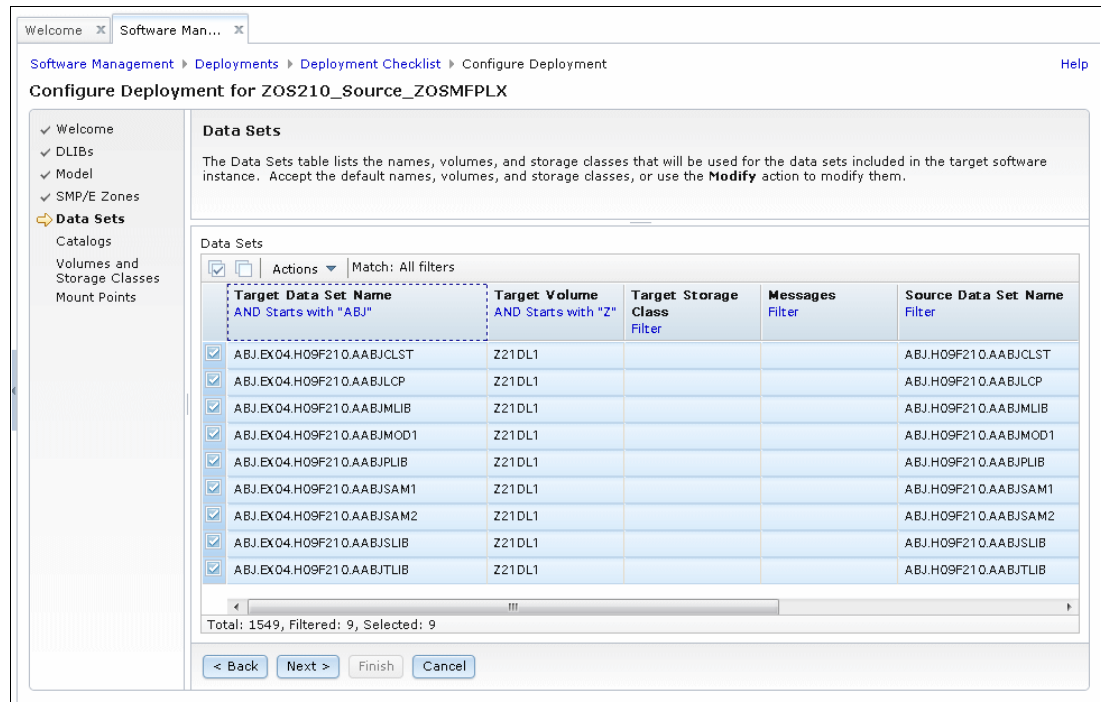 Welcome x Software Man... x
Software Management Deployments Deployment Checklist Configure Deployment Help
Configure Deployment for ZOS210_Source_ZOSMFPLX
Welcome
DLIBs
Model
SMP/E Zones
Data Sets
Catalogs
Volumes and
Storage Classes
Mount Points
Data Sets
The Data Sets table lists the names, volumes, and storage classes that will be used for the data sets included in the target software
instance. Accept the default names, volumes, and storage classes, or use the Modify action to modify them.
Data Sets
Actions Match: All filters
Target Data Set Name
AND Starts with "ABJ"
Target Volume
AND Starts with "Z"
Target Storage
Class
Filter
Messages
Filter
Source Data Set Name
Filter
ABJ.EX04.H09F210.AABJCLST Z21DL1 ABJ.H09F210.AABJCLST
ABJ.EX04.H09F210.AABJLCP Z21DL1 ABJ.H09F210.AABJLCP
ABJ.EX04.H09F210.AABJMLIB Z21DL1 ABJ.H09F210.AABJMLIB
ABJ.EX04.H09F210.AABJMOD1 Z21DL1 ABJ.H09F210.AABJMOD1
ABJ.EX04.H09F210.AABJPLIB Z21DL1 ABJ.H09F210.AABJPLIB
ABJ.EX04.H09F210.AABJSAM1 Z21DL1 ABJ.H09F210.AABJSAM1
ABJ.EX04.H09F210.AABJSAM2 Z21DL1 ABJ.H09F210.AABJSAM2
ABJ.EX04.H09F210.AABJSLIB Z21DL1 ABJ.H09F210.AABJSLIB
ABJ.EX04.H09F210.AABJTLIB Z21DL1 ABJ.H09F210.AABJTLIB
Total: 1549, Filtered: 9, Selected: 9
< Back Next > Finish Cancel